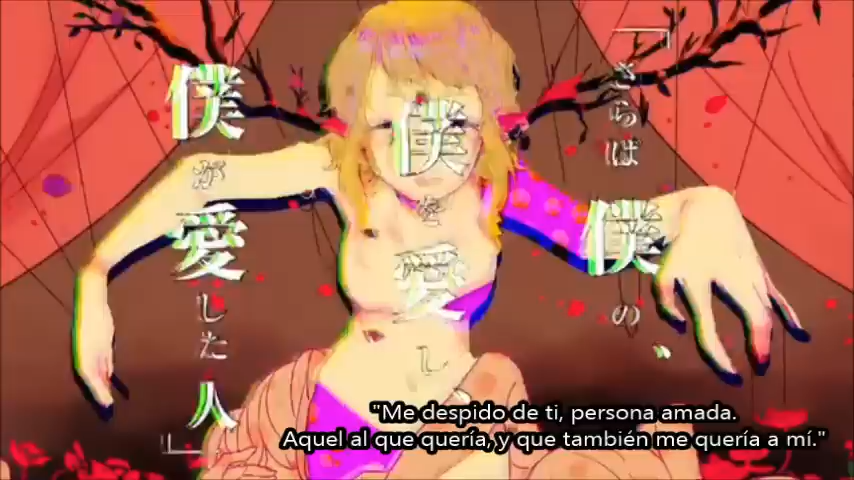 「さらば僕の、
僕を愛し
僕が愛した人」
"Me despido de ti, persona amada.
Aquel al que quería, y que también me quería a mí."